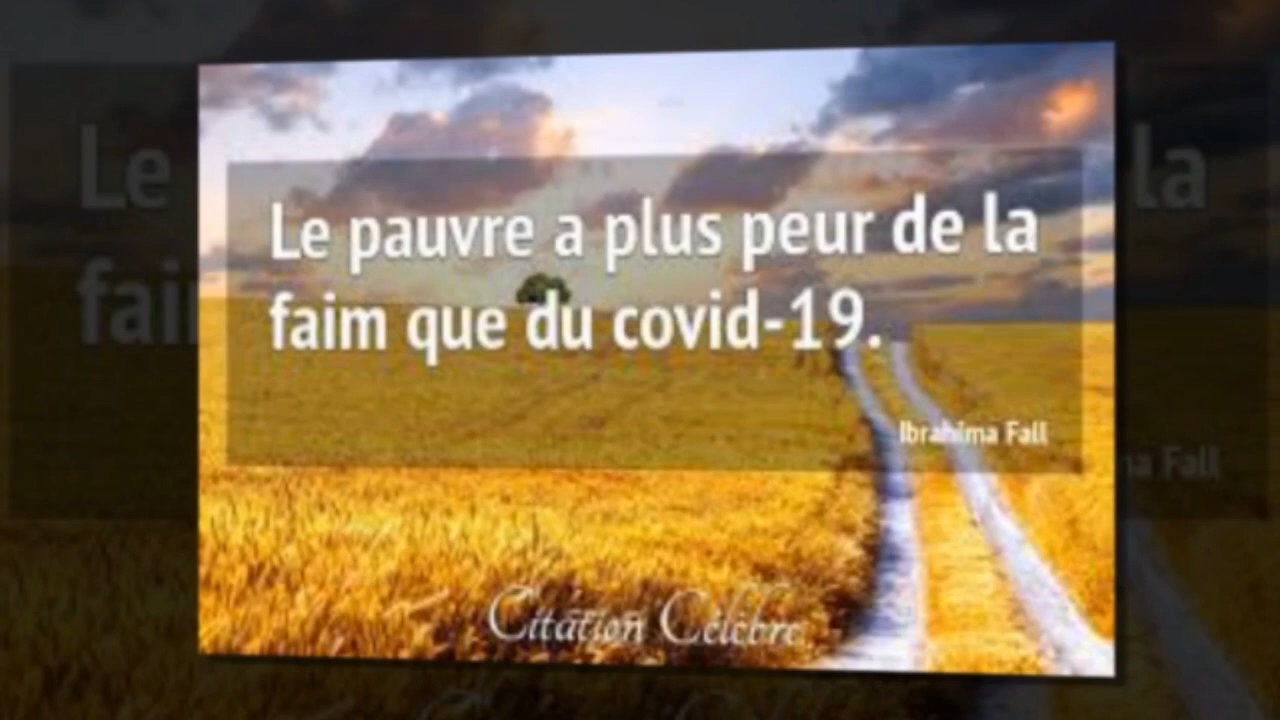 Le pauvre a plus peur de la
faim que du covid-19.
Ibrahima Fall
Citation Célèbre